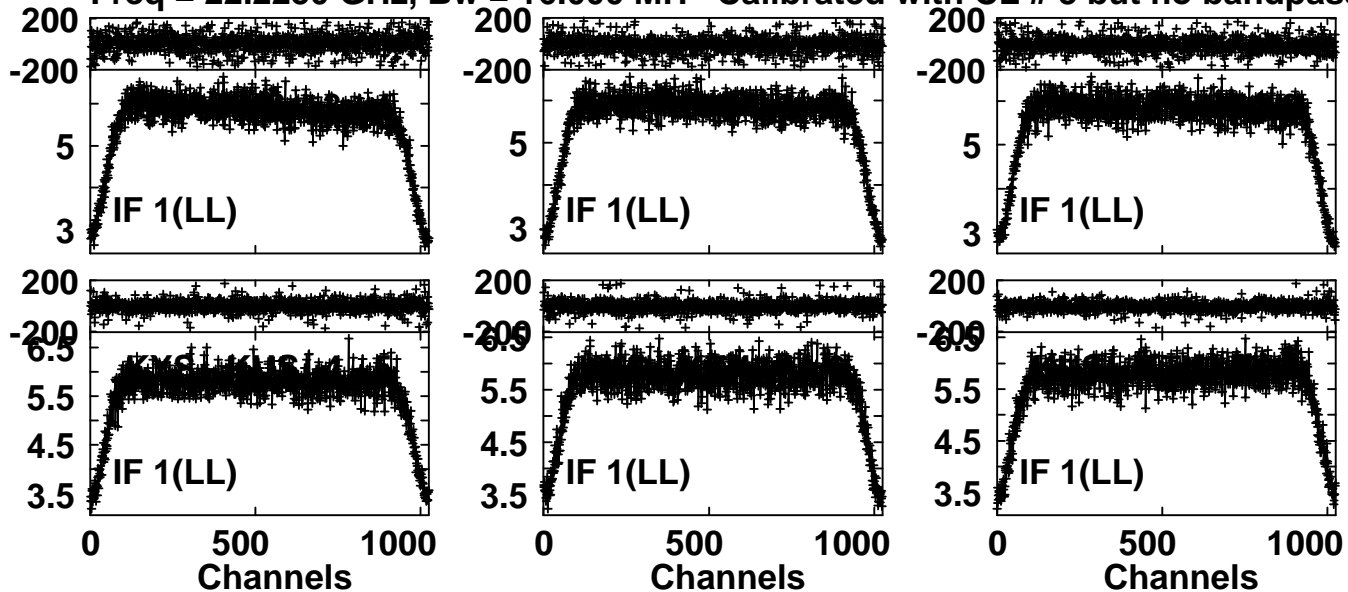 Freq = 22.2280 GHz, Bw = 16.000 MH Calibrated with CL # 8 but no bandpass
200 200 200
-200 -200 -200
5 5 5
IF 1(LL) IF 1(LL) IF 1(LL)
3 3 3
200 200 200
-200 -200 -200
6.5 6.5 6.5
5.5 5.5 5.5
4.5 4.5 4.5
IF 1(LL) IF 1(LL) IF 1(LL)
3.5 3.5 3.5
0 500 1000 0 500 1000 0 500 1000
Channels Channels Channels